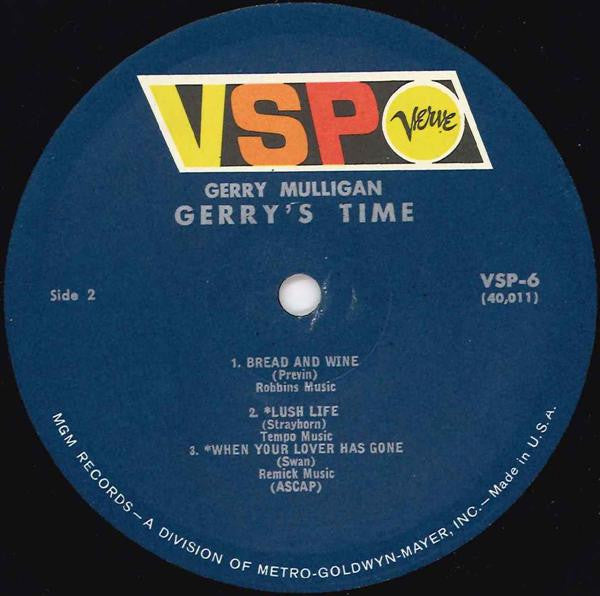 VSP
Verve
GERRY MULLIGAN
GERRY'S TIME
Side 2
VSP-6
(40,011)
1. BREAD AND WINE
(Previn)
Robbins Music
2. *LUSH LIFE
(Strayhorn)
Tempo Music
3. *WHEN YOUR LOVER HAS GONE
(Swan)
Remick Music
(ASCAP)
MGM RECORDS—A DIVISION OF METRO-GOLDWYN-MAYER, INC.—Made in U.S.A.